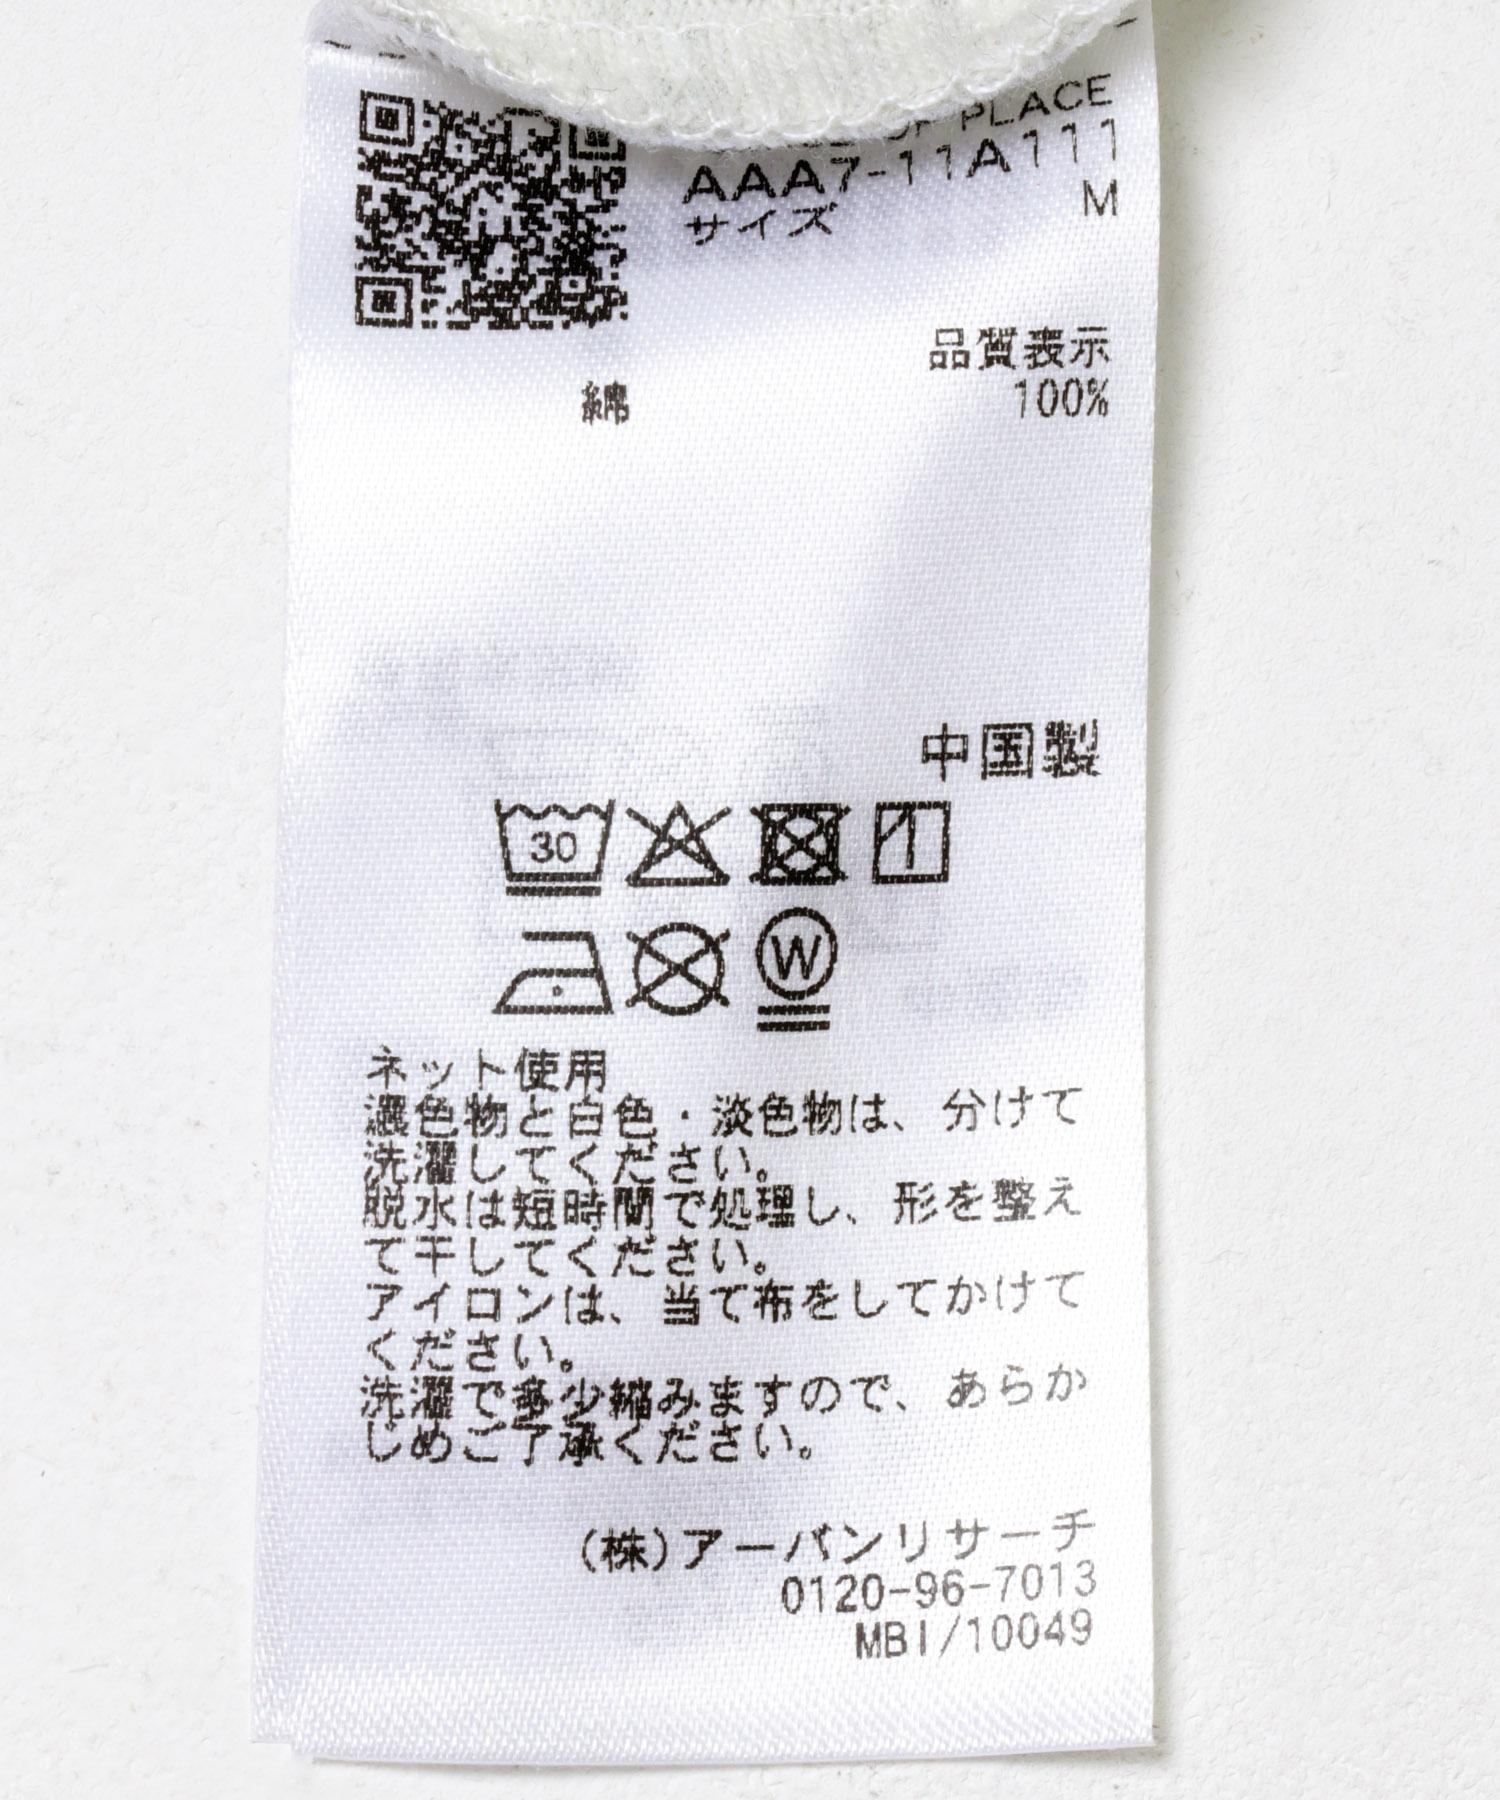 PLACE
AAA7-11A111
サイズ M
品質表示
綿 100%
中国製
30
W
ネット使用
濃色物と白色・淡色物は、分けて
洗濯してください。
脱水は短時間で処理し、形を整え
て干してください。
アイロンは、当て布をしてかけて
ください。
洗濯で多少縮みますので、あらか
じめご了承ください。
(株)アーバンリサーチ
0120-96-7013
MBI/10049